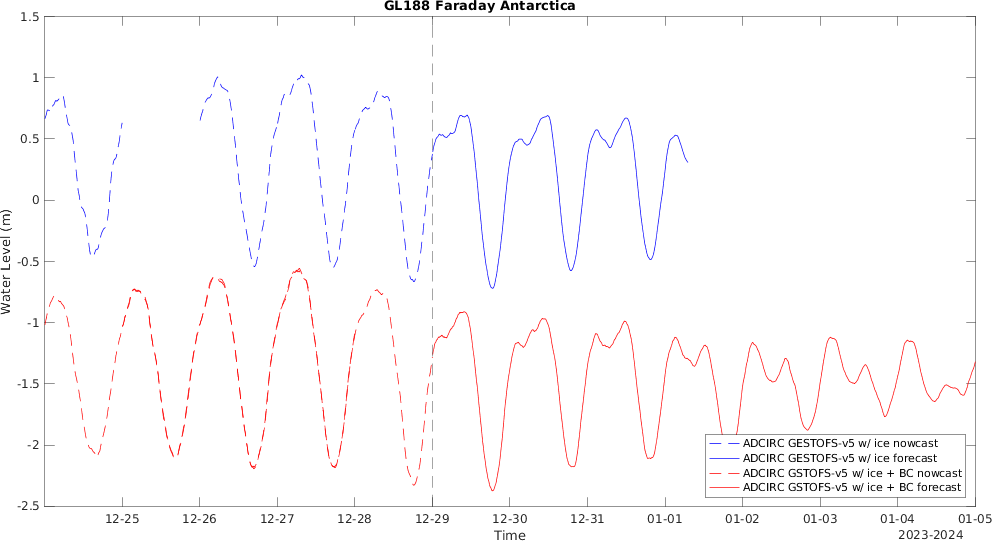 GL188 Faraday Antarctica
1.5
1
0.5
0
-0.5
-1
-1.5
-2
-2.5
Water Level (m)
12-25 12-26 12-27 12-28 12-29 12-30 12-31 01-01 01-02 01-03 01-04 01-05
Time
2023-2024
ADCIRC GESTOFS-v5 w/ ice nowcast
ADCIRC GESTOFS-v5 w/ ice forecast
ADCIRC GSTOFS-v5 w/ ice + BC nowcast
ADCIRC GSTOFS-v5 w/ ice + BC forecast